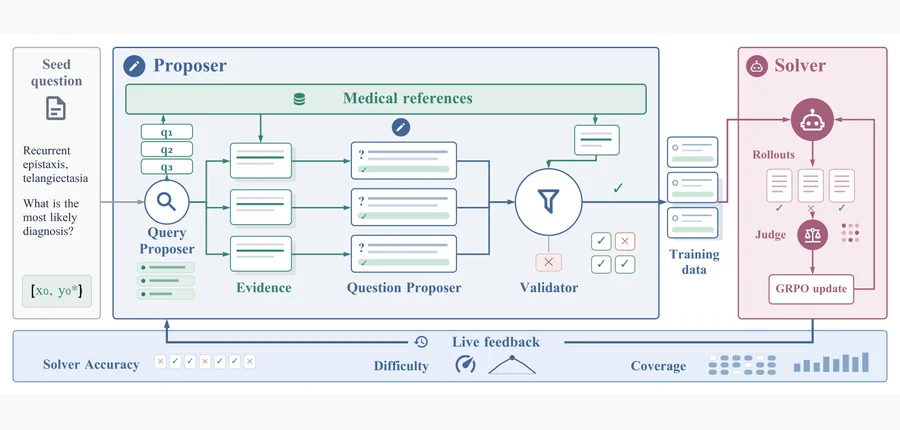 Seed
question
Recurrent
epistaxis,
telangiectasia
What is the
most likely
diagnosis?
{x₀, y₀*}
Proposer
Medical references
q₁
q₂
q₃
Query
Proposer
Evidence
?
?
?
Question Proposer
Validator
Training
data
Solver
Rollouts
Judge
GRPO update
Live feedback
Solver Accuracy
Difficulty
Coverage